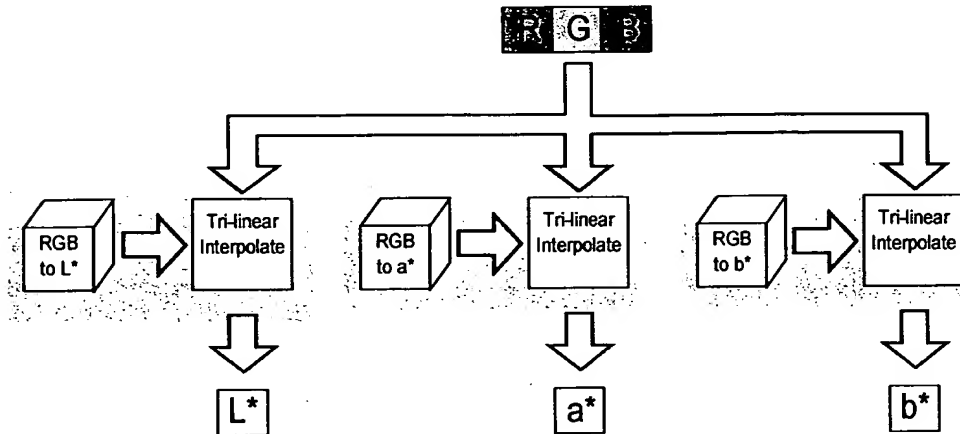 R G B
Tri-linear Interpolate
RGB to L*
Tri-linear Interpolate
RGB to a*
Tri-linear Interpolate
RGB to b*
L*
a*
b*